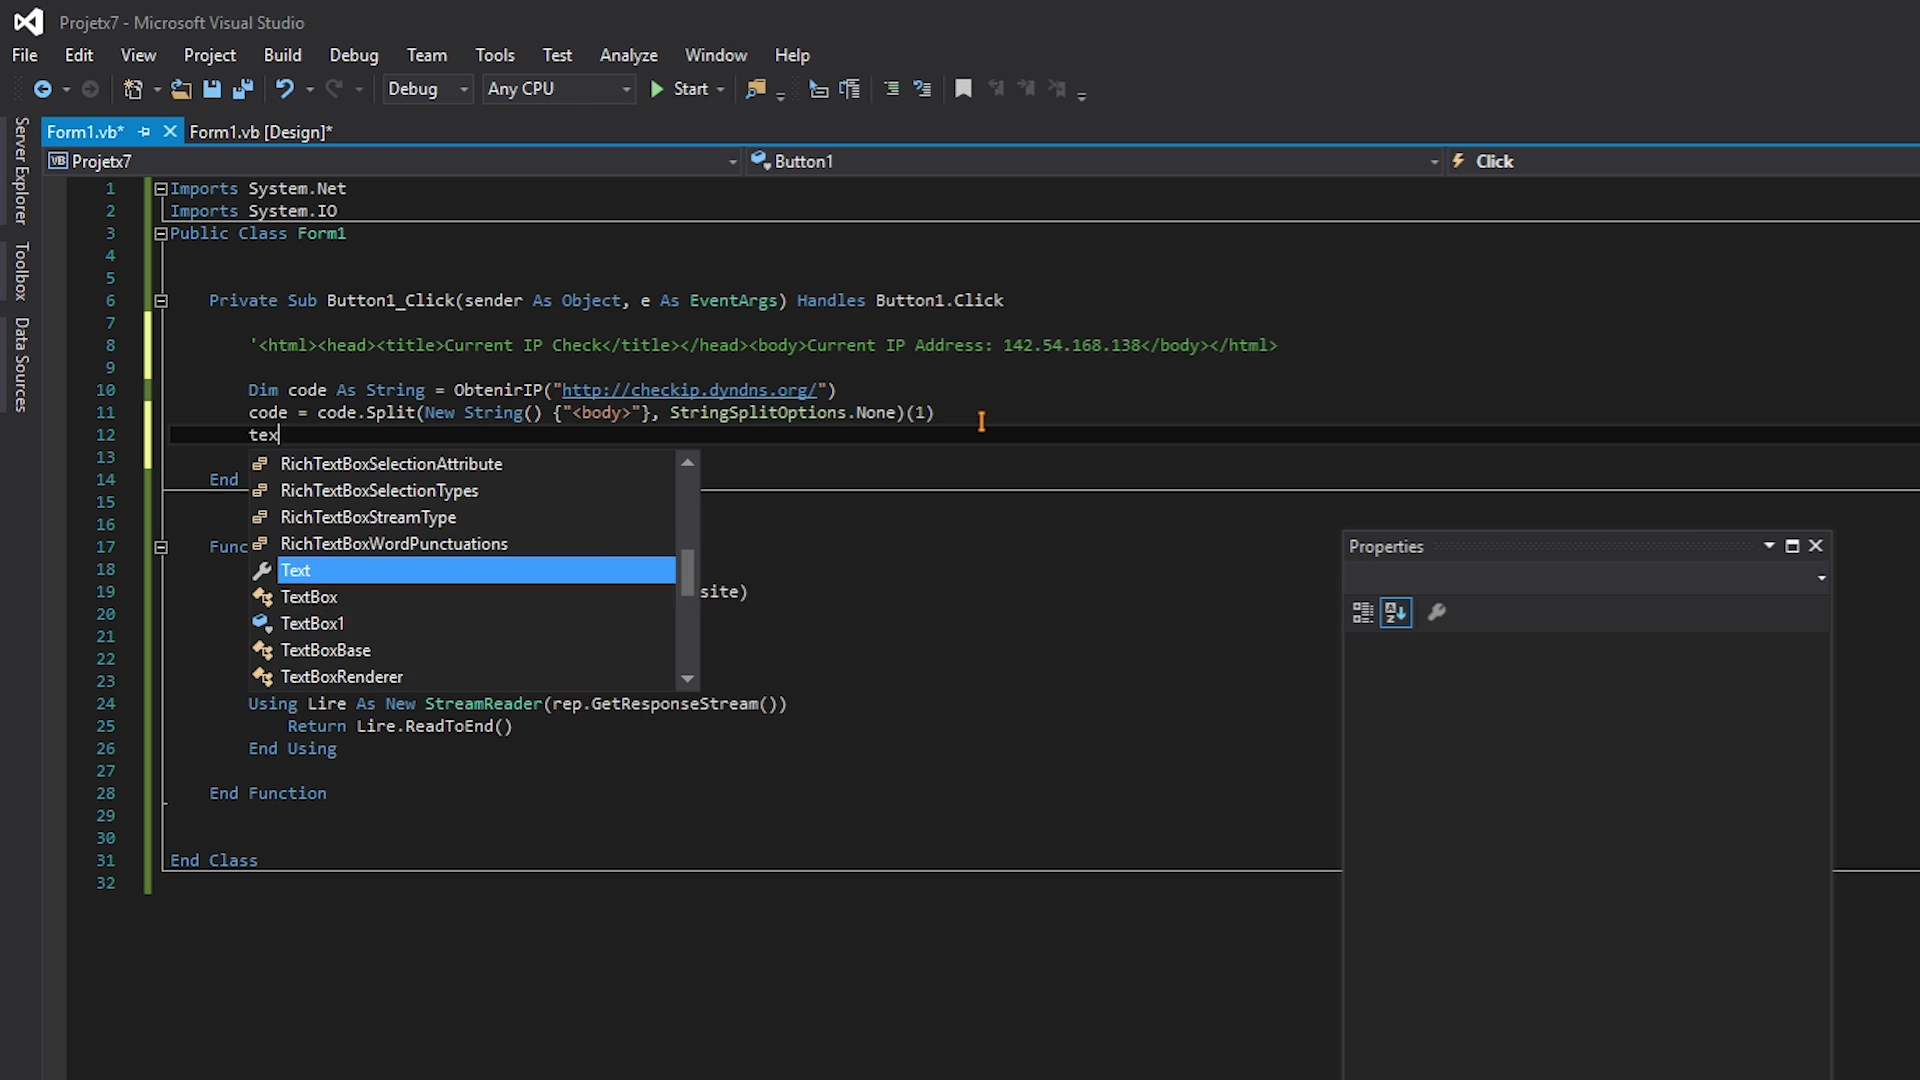 Projetx7 - Microsoft Visual Studio
File Edit View Project Build Debug Team Tools Test Analyze Window Help
Debug Any CPU Start
Server Explorer
Toolbox
Data Sources
Form1.vb* Form1.vb [Design]*
VB Projetx7 Button1 Click
1 Imports System.Net
2 Imports System.IO
3 Public Class Form1
4
5
6 Private Sub Button1_Click(sender As Object, e As EventArgs) Handles Button1.Click
7
8 '<html><head><title>Current IP Check</title></head><body>Current IP Address: 142.54.168.138</body></html>
9
10 Dim code As String = ObtenirIP("http://checkip.dyndns.org/")
11 code = code.Split(New String() {"<body>"}, StringSplitOptions.None)(1)
12 tex
13
RichTextBoxSelectionAttribute
14 End
RichTextBoxSelectionTypes
15
RichTextBoxStreamType
16
RichTextBoxWordPunctuations
17 Func
Text
18
TextBox
19 site)
20
TextBox1
21
TextBoxBase
22
TextBoxRenderer
23
24 Using Lire As New StreamReader(rep.GetResponseStream())
25 Return Lire.ReadToEnd()
26 End Using
27
28 End Function
29
30
31 End Class
32
Properties